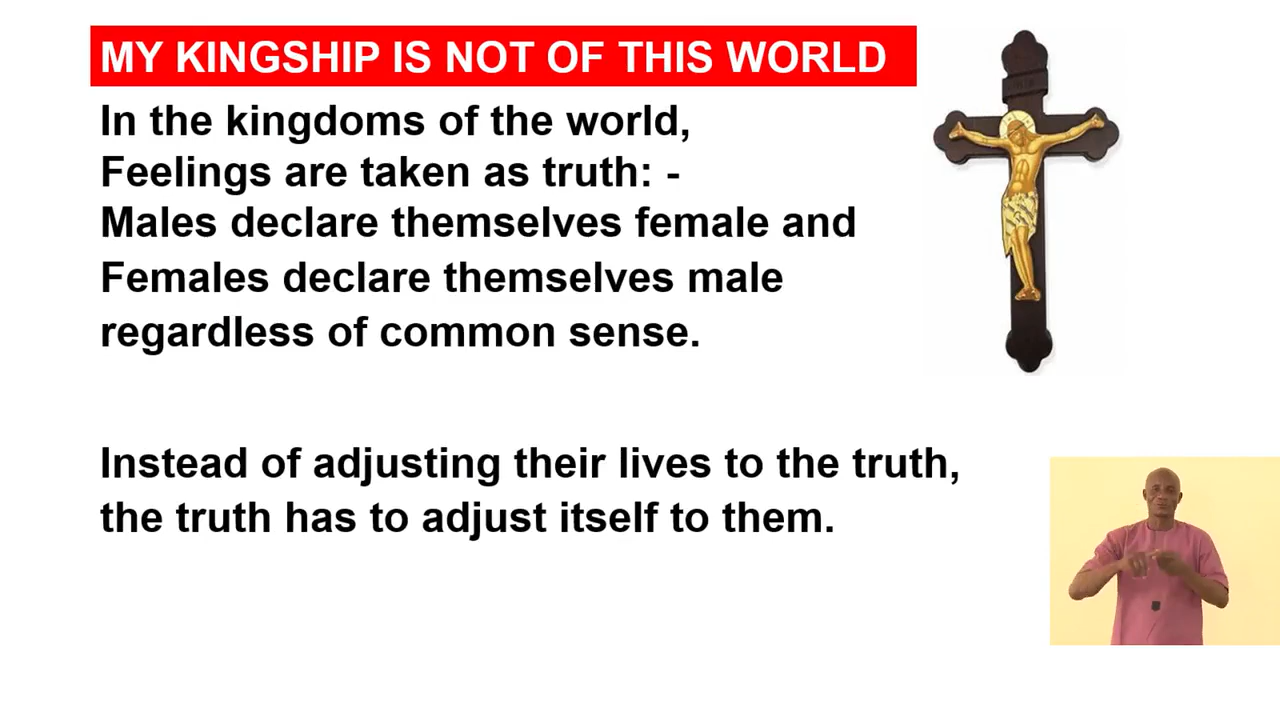 MY KINGSHIP IS NOT OF THIS WORLD
In the kingdoms of the world,
Feelings are taken as truth: -
Males declare themselves female and
Females declare themselves male
regardless of common sense.
Instead of adjusting their lives to the truth,
the truth has to adjust itself to them.